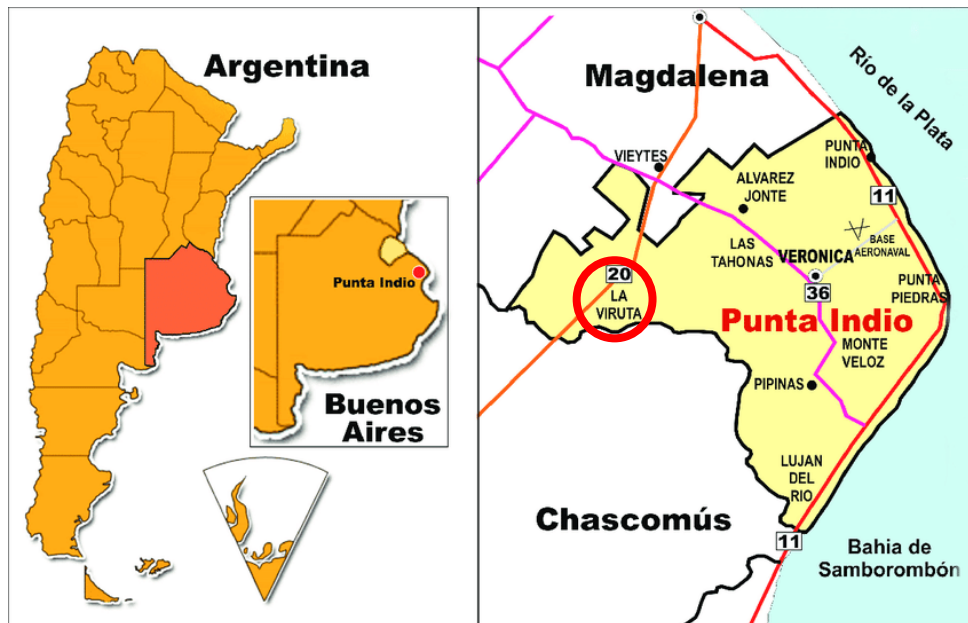 Argentina
Punta Indio
Buenos
Aires
Magdalena
Río de la Plata
VIEYTES
PUNTA
INDIO
ALVAREZ
JONTE
11
LAS
TAHONAS
VERONICA
BASE
AERONAVAL
20
LA
VIRUTA
36
PUNTA
PIEDRAS
Punta Indio
MONTE
VELOZ
PIPINAS
LUJAN
DEL
RIO
Chascomús
11
Bahia de
Samborombón